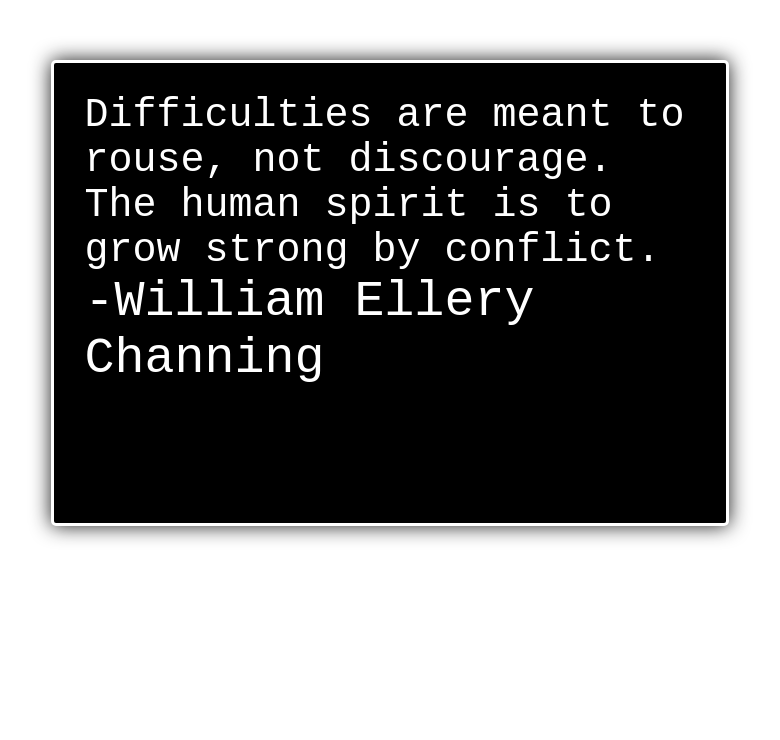 Difficulties are meant to
rouse, not discourage.
The human spirit is to
grow strong by conflict.
-William Ellery
Channing